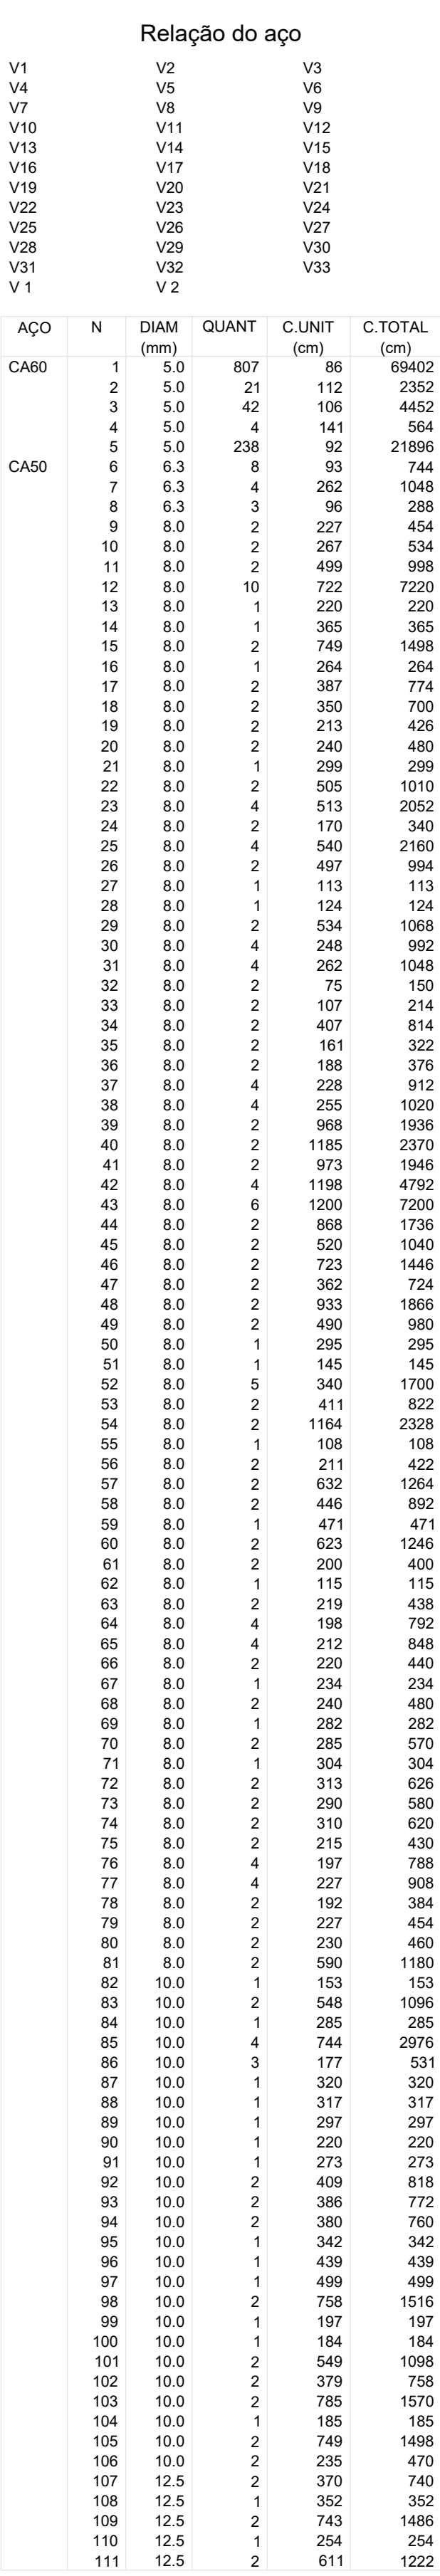 Relação do aço
V1 V2 V3
V4 V5 V6
V7 V8 V9
V10 V11 V12
V13 V14 V15
V16 V17 V18
V19 V20 V21
V22 V23 V24
V25 V26 V27
V28 V29 V30
V31 V32 V33
V 1 V 2
AÇO N DIAM QUANT C.UNIT C.TOTAL
(mm) (cm) (cm)
CA60 1 5.0 807 86 69402
2 5.0 21 112 2352
3 5.0 42 106 4452
4 5.0 4 141 564
5 5.0 238 92 21896
CA50 6 6.3 8 93 744
7 6.3 4 262 1048
8 6.3 3 96 288
9 8.0 2 227 454
10 8.0 2 267 534
11 8.0 2 499 998
12 8.0 10 722 7220
13 8.0 1 220 220
14 8.0 1 365 365
15 8.0 2 749 1498
16 8.0 1 264 264
17 8.0 2 387 774
18 8.0 2 350 700
19 8.0 2 213 426
20 8.0 2 240 480
21 8.0 1 299 299
22 8.0 2 505 1010
23 8.0 4 513 2052
24 8.0 2 170 340
25 8.0 4 540 2160
26 8.0 2 497 994
27 8.0 1 113 113
28 8.0 1 124 124
29 8.0 2 534 1068
30 8.0 4 248 992
31 8.0 4 262 1048
32 8.0 2 75 150
33 8.0 2 107 214
34 8.0 2 407 814
35 8.0 2 161 322
36 8.0 2 188 376
37 8.0 4 228 912
38 8.0 4 255 1020
39 8.0 2 968 1936
40 8.0 2 1185 2370
41 8.0 2 973 1946
42 8.0 4 1198 4792
43 8.0 6 1200 7200
44 8.0 2 868 1736
45 8.0 2 520 1040
46 8.0 2 723 1446
47 8.0 2 362 724
48 8.0 2 933 1866
49 8.0 2 490 980
50 8.0 1 295 295
51 8.0 1 145 145
52 8.0 5 340 1700
53 8.0 2 411 822
54 8.0 2 1164 2328
55 8.0 1 108 108
56 8.0 2 211 422
57 8.0 2 632 1264
58 8.0 2 446 892
59 8.0 1 471 471
60 8.0 2 623 1246
61 8.0 2 200 400
62 8.0 1 115 115
63 8.0 2 219 438
64 8.0 4 198 792
65 8.0 4 212 848
66 8.0 2 220 440
67 8.0 1 234 234
68 8.0 2 240 480
69 8.0 1 282 282
70 8.0 2 285 570
71 8.0 1 304 304
72 8.0 2 313 626
73 8.0 2 290 580
74 8.0 2 310 620
75 8.0 2 215 430
76 8.0 4 197 788
77 8.0 4 227 908
78 8.0 2 192 384
79 8.0 2 227 454
80 8.0 2 230 460
81 8.0 2 590 1180
82 10.0 1 153 153
83 10.0 2 548 1096
84 10.0 1 285 285
85 10.0 4 744 2976
86 10.0 3 177 531
87 10.0 1 320 320
88 10.0 1 317 317
89 10.0 1 297 297
90 10.0 1 220 220
91 10.0 1 273 273
92 10.0 2 409 818
93 10.0 2 386 772
94 10.0 2 380 760
95 10.0 1 342 342
96 10.0 1 439 439
97 10.0 1 499 499
98 10.0 2 758 1516
99 10.0 1 197 197
100 10.0 1 184 184
101 10.0 2 549 1098
102 10.0 2 379 758
103 10.0 2 785 1570
104 10.0 1 185 185
105 10.0 2 749 1498
106 10.0 2 235 470
107 12.5 2 370 740
108 12.5 1 352 352
109 12.5 2 743 1486
110 12.5 1 254 254
111 12.5 2 611 1222